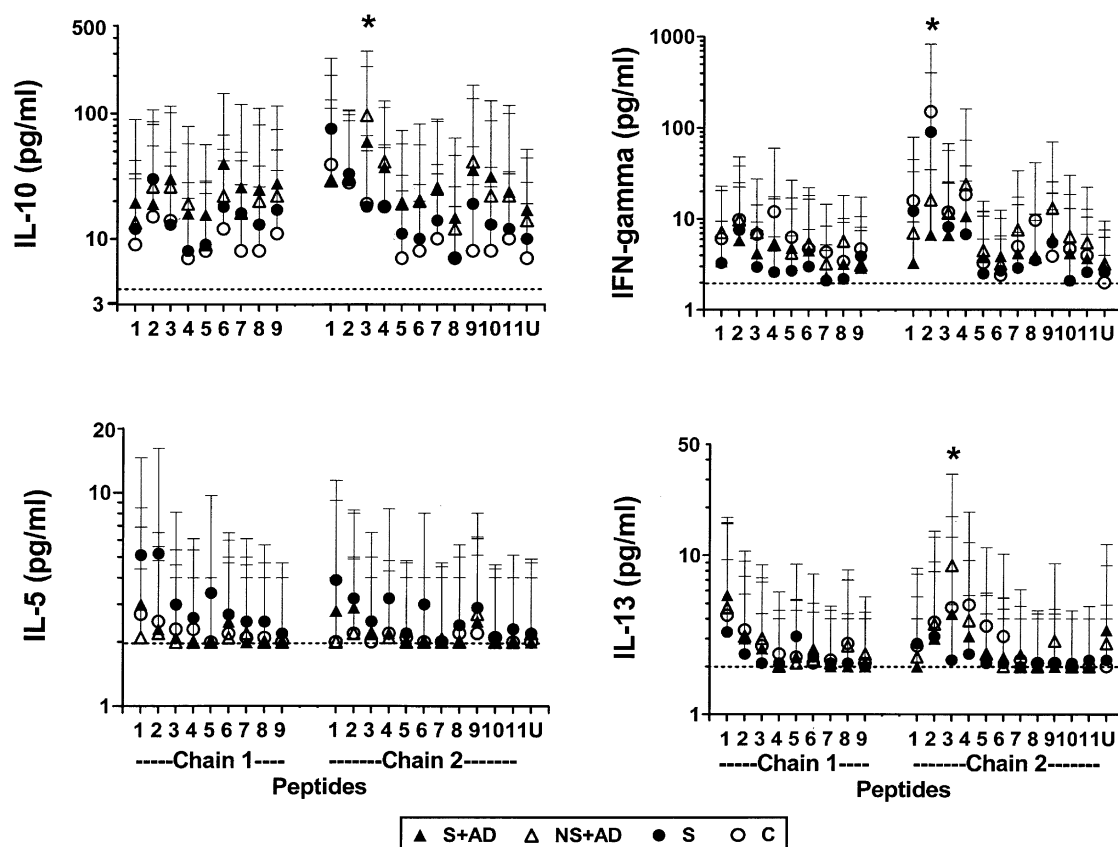 500
100
10
3
IL-10 (pg/ml)
*
1 2 3 4 5 6 7 8 9 1 2 3 4 5 6 7 8 9 10 11 U
1000
100
10
1
IFN-gamma (pg/ml)
*
1 2 3 4 5 6 7 8 9 1 2 3 4 5 6 7 8 9 10 11 U
20
10
1
IL-5 (pg/ml)
1 2 3 4 5 6 7 8 9 1 2 3 4 5 6 7 8 9 10 11 U
------Chain 1---- -------Chain 2-------
Peptides
50
10
1
IL-13 (pg/ml)
*
1 2 3 4 5 6 7 8 9 1 2 3 4 5 6 7 8 9 10 11 U
------Chain 1---- -------Chain 2-------
Peptides
▲ S+AD △ NS+AD ● S ○ C